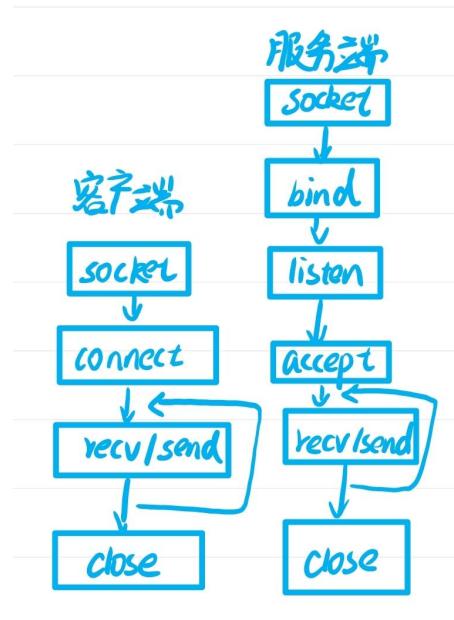 服务端
socket
bind
listen
accept
recv/send
close
客户端
socket
connect
recv/send
close